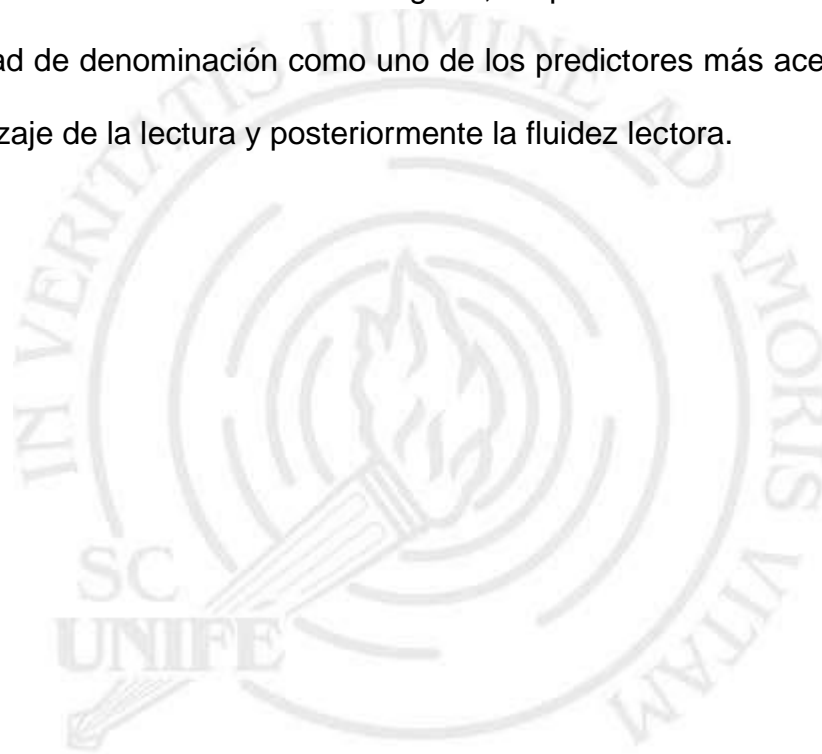 ad de denominación como uno de los predictores más ace
zaje de la lectura y posteriormente la fluidez lectora.
IN VERITATIS LUMINE AD AMORIS VITAM
SC
UNIFE